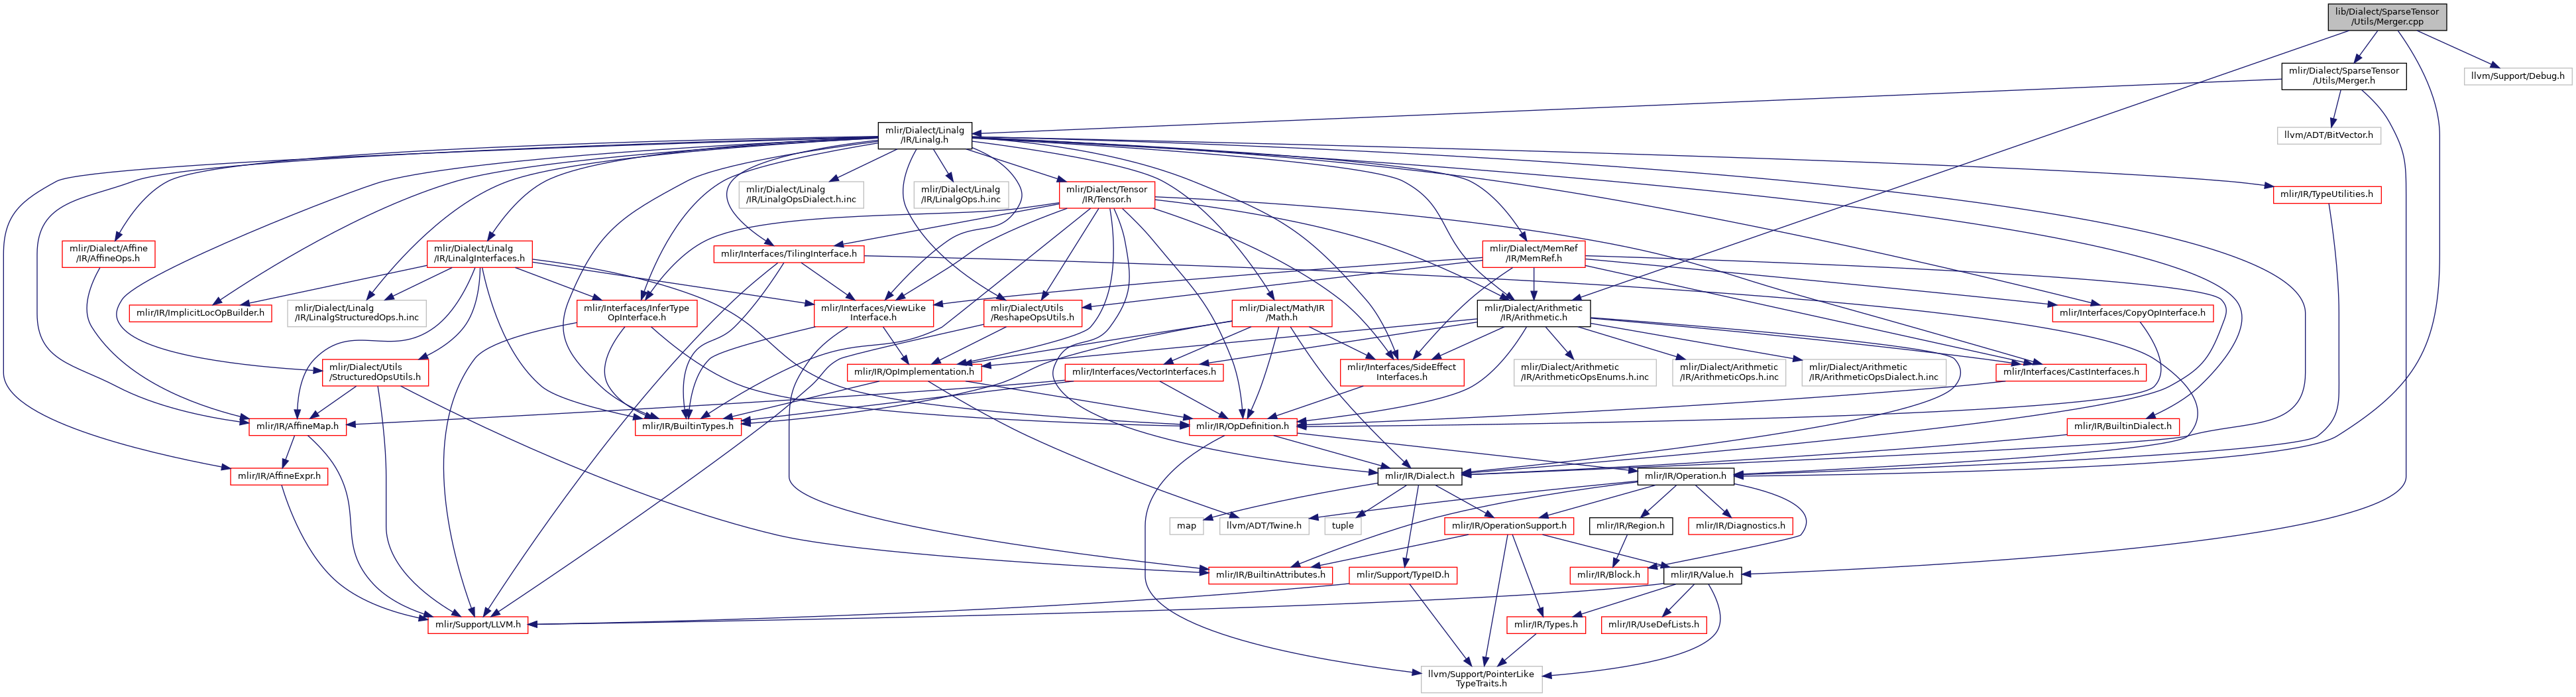 lib/Dialect/SparseTensor
/Utils/Merger.cpp
mlir/Dialect/SparseTensor
/Utils/Merger.h
llvm/Support/Debug.h
mlir/Dialect/Linalg
/IR/Linalg.h
llvm/ADT/BitVector.h
mlir/Dialect/Linalg
/IR/LinalgOpsDialect.h.inc
mlir/Dialect/Linalg
/IR/LinalgOps.h.inc
mlir/Dialect/Tensor
/IR/Tensor.h
mlir/IR/TypeUtilities.h
mlir/Dialect/Affine
/IR/AffineOps.h
mlir/Dialect/Linalg
/IR/LinalgInterfaces.h
mlir/Interfaces/TilingInterface.h
mlir/Dialect/MemRef
/IR/MemRef.h
mlir/IR/ImplicitLocOpBuilder.h
mlir/Dialect/Linalg
/IR/LinalgStructuredOps.h.inc
mlir/Interfaces/InferType
OpInterface.h
mlir/Interfaces/ViewLike
Interface.h
mlir/Dialect/Utils
/ReshapeOpsUtils.h
mlir/Dialect/Math/IR
/Math.h
mlir/Dialect/Arithmetic
/IR/Arithmetic.h
mlir/Interfaces/CopyOpInterface.h
mlir/Dialect/Utils
/StructuredOpsUtils.h
mlir/IR/OpImplementation.h
mlir/Interfaces/VectorInterfaces.h
mlir/Interfaces/SideEffect
Interfaces.h
mlir/Dialect/Arithmetic
/IR/ArithmeticOpsEnums.h.inc
mlir/Dialect/Arithmetic
/IR/ArithmeticOps.h.inc
mlir/Dialect/Arithmetic
/IR/ArithmeticOpsDialect.h.inc
mlir/Interfaces/CastInterfaces.h
mlir/IR/AffineMap.h
mlir/IR/BuiltinTypes.h
mlir/IR/OpDefinition.h
mlir/IR/BuiltinDialect.h
mlir/IR/AffineExpr.h
mlir/IR/Dialect.h
mlir/IR/Operation.h
map
llvm/ADT/Twine.h
tuple
mlir/IR/OperationSupport.h
mlir/IR/Region.h
mlir/IR/Diagnostics.h
mlir/IR/BuiltinAttributes.h
mlir/Support/TypeID.h
mlir/IR/Block.h
mlir/IR/Value.h
mlir/Support/LLVM.h
mlir/IR/Types.h
mlir/IR/UseDefLists.h
llvm/Support/PointerLike
TypeTraits.h